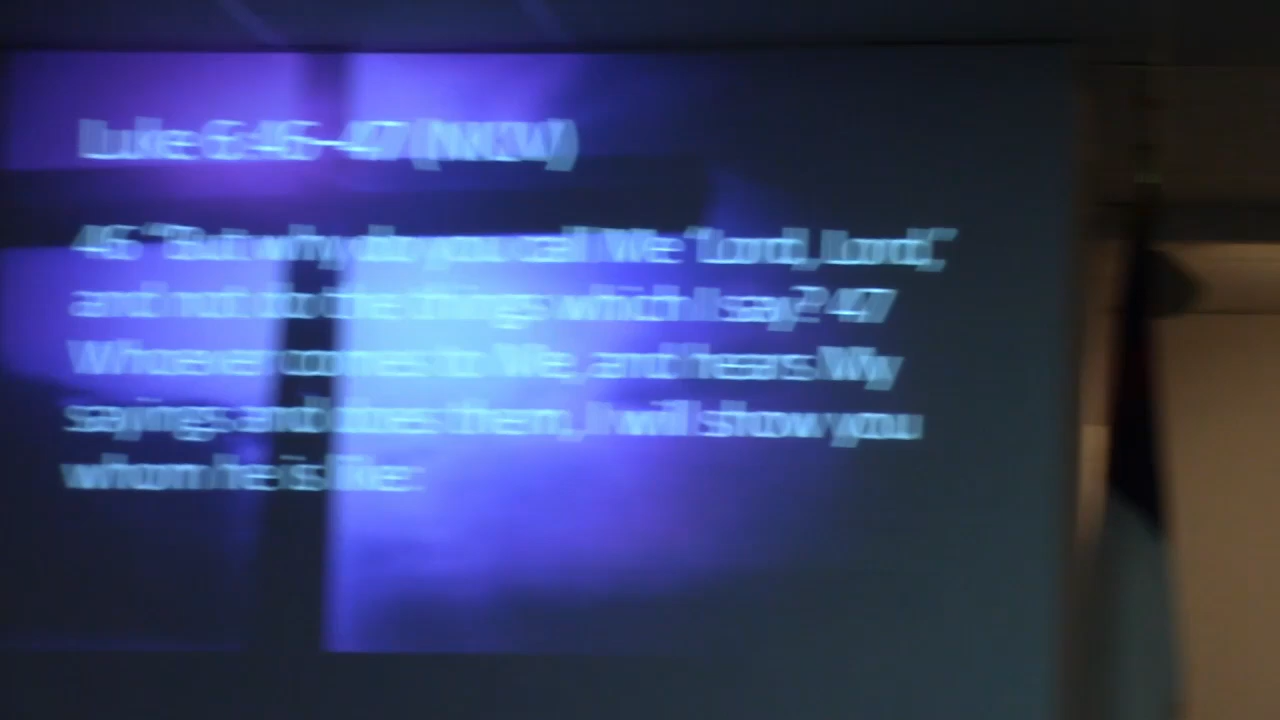 Luke 6:46-47 (NKJV)
46 "But why do you call Me 'Lord, Lord,'
and not do the things which I say? 47
Whoever comes to Me, and hears My
sayings and does them, I will show you
whom he is like: